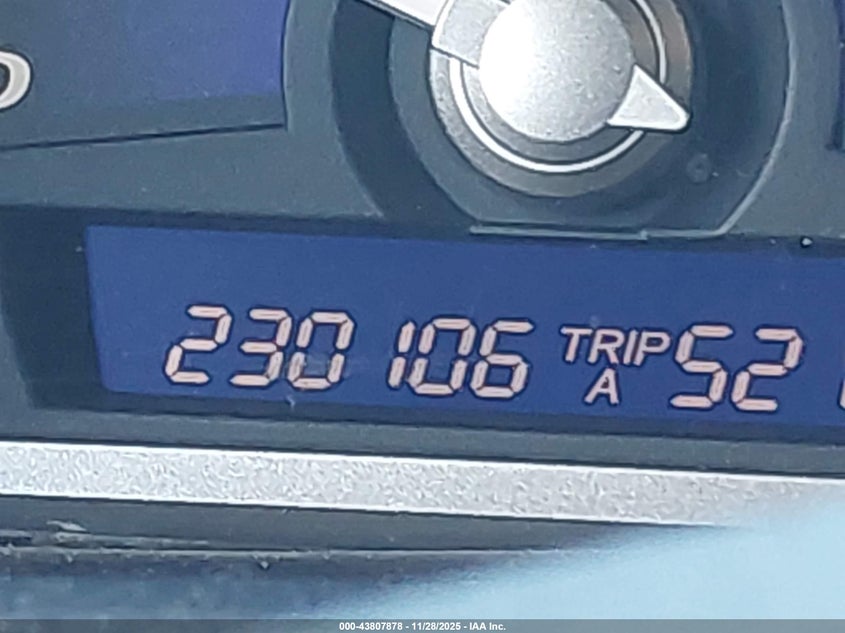 230106 TRIP A 52
000-43807878 - 11/28/2025 - IAA Inc.